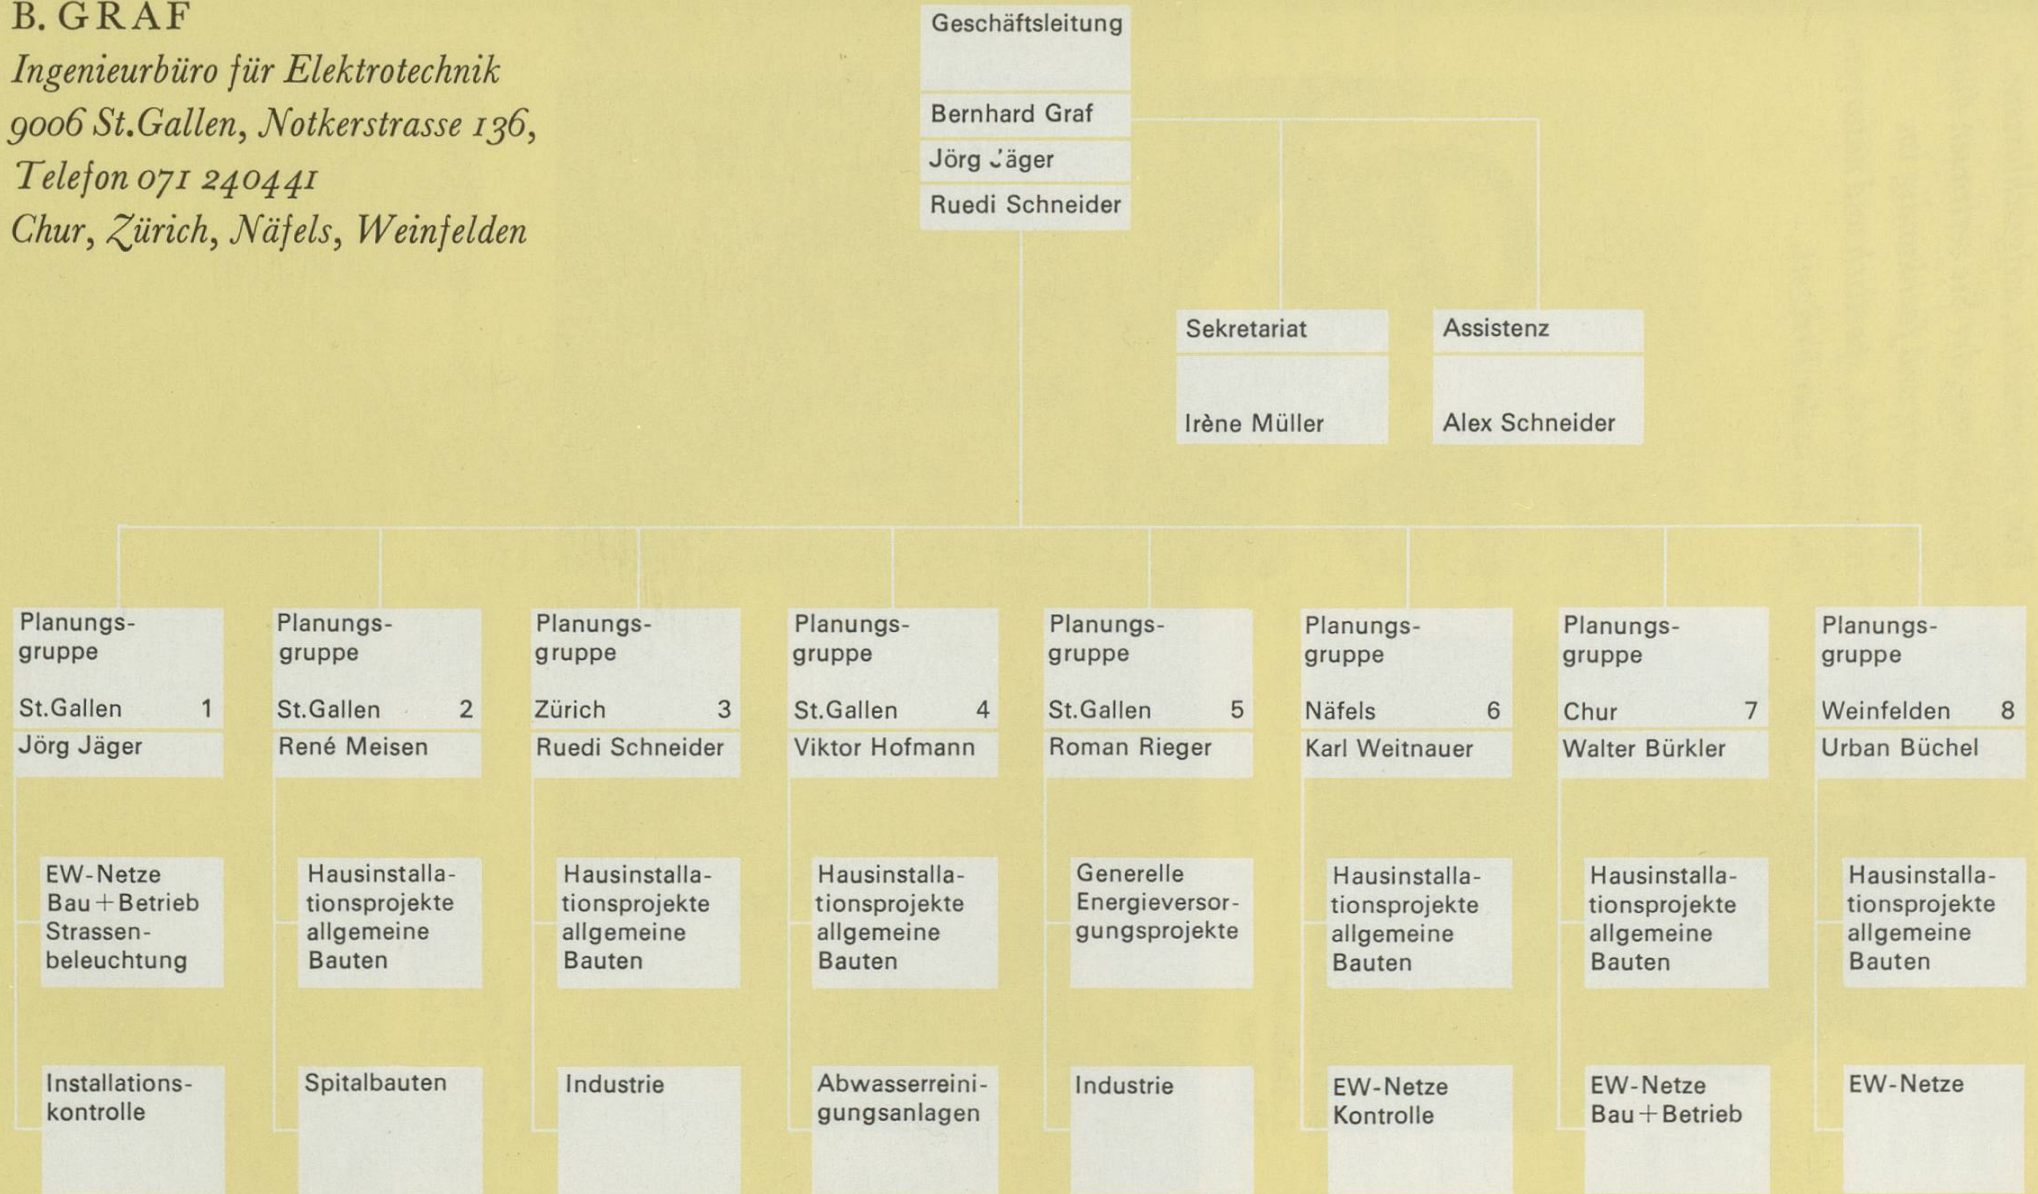 B. GRAF
Ingenieurbüro für Elektrotechnik
9006 St.Gallen, Notkerstrasse 136,
Telefon 071 240441
Chur, Zürich, Näfels, Weinfelden
Geschäftsleitung
Bernhard Graf
Jörg Jäger
Ruedi Schneider
Sekretariat
Irène Müller
Assistenz
Alex Schneider
Planungs-
gruppe
St.Gallen 1
Jörg Jäger
EW-Netze
Bau+Betrieb
Strassen-
beleuchtung
Installations-
kontrolle
Planungs-
gruppe
St.Gallen 2
René Meisen
Hausinstalla-
tionsprojekte
allgemeine
Bauten
Spitalbauten
Planungs-
gruppe
Zürich 3
Ruedi Schneider
Hausinstalla-
tionsprojekte
allgemeine
Bauten
Industrie
Planungs-
gruppe
St.Gallen 4
Viktor Hofmann
Hausinstalla-
tionsprojekte
allgemeine
Bauten
Abwasserreini-
gungsanlagen
Planungs-
gruppe
St.Gallen 5
Roman Rieger
Generelle
Energieversor-
gungsprojekte
Industrie
Planungs-
gruppe
Näfels 6
Karl Weitnauer
Hausinstalla-
tionsprojekte
allgemeine
Bauten
EW-Netze
Kontrolle
Planungs-
gruppe
Chur 7
Walter Bürkler
Hausinstalla-
tionsprojekte
allgemeine
Bauten
EW-Netze
Bau+Betrieb
Planungs-
gruppe
Weinfelden 8
Urban Büchel
Hausinstalla-
tionsprojekte
allgemeine
Bauten
EW-Netze